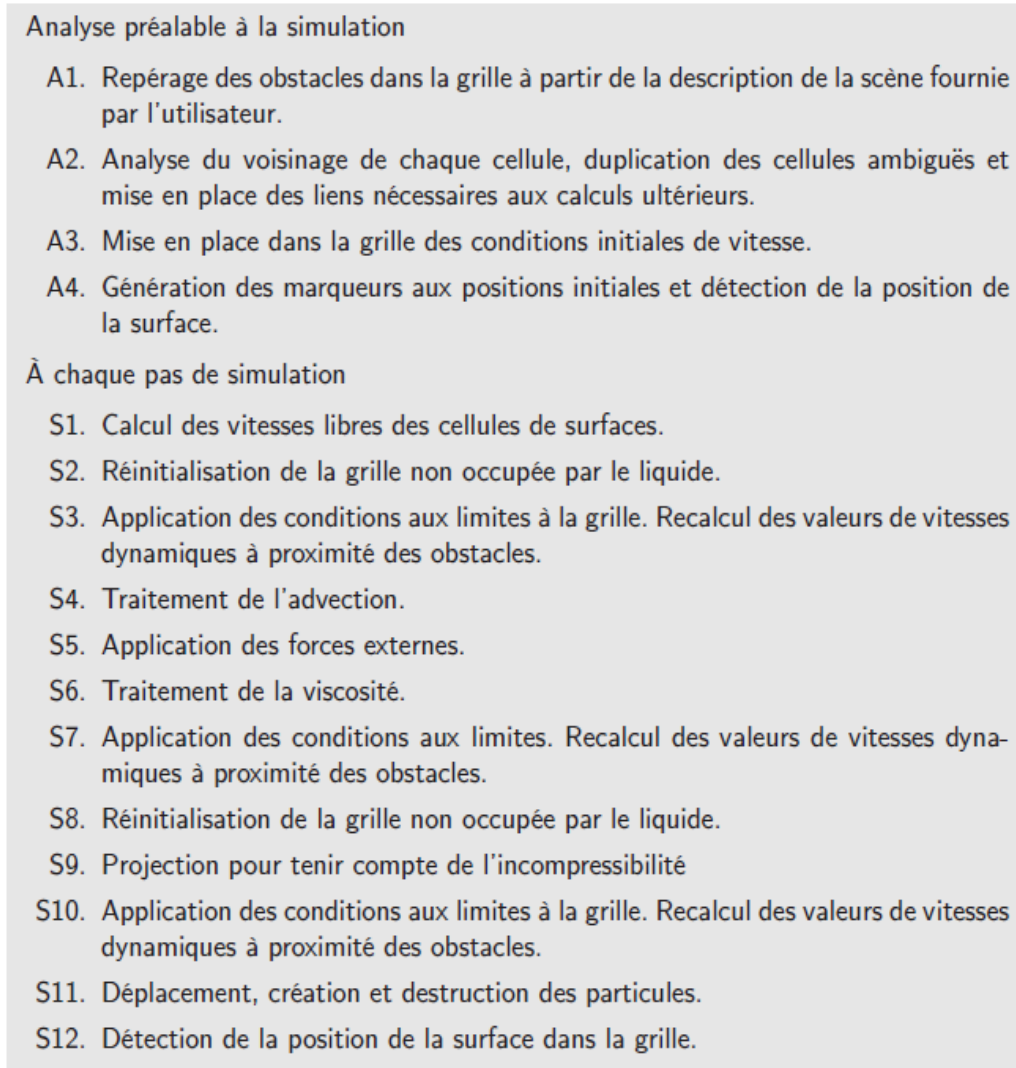 Analyse préalable à la simulation
A1. Repérage des obstacles dans la grille à partir de la description de la scène fournie
par l'utilisateur.
A2. Analyse du voisinage de chaque cellule, duplication des cellules ambiguës et
mise en place des liens nécessaires aux calculs ultérieurs.
A3. Mise en place dans la grille des conditions initiales de vitesse.
A4. Génération des marqueurs aux positions initiales et détection de la position de
la surface.
À chaque pas de simulation
S1. Calcul des vitesses libres des cellules de surfaces.
S2. Réinitialisation de la grille non occupée par le liquide.
S3. Application des conditions aux limites à la grille. Recalcul des valeurs de vitesses
dynamiques à proximité des obstacles.
S4. Traitement de l'advection.
S5. Application des forces externes.
S6. Traitement de la viscosité.
S7. Application des conditions aux limites. Recalcul des valeurs de vitesses dyna-
miques à proximité des obstacles.
S8. Réinitialisation de la grille non occupée par le liquide.
S9. Projection pour tenir compte de l'incompressibilité
S10. Application des conditions aux limites à la grille. Recalcul des valeurs de vitesses
dynamiques à proximité des obstacles.
S11. Déplacement, création et destruction des particules.
S12. Détection de la position de la surface dans la grille.